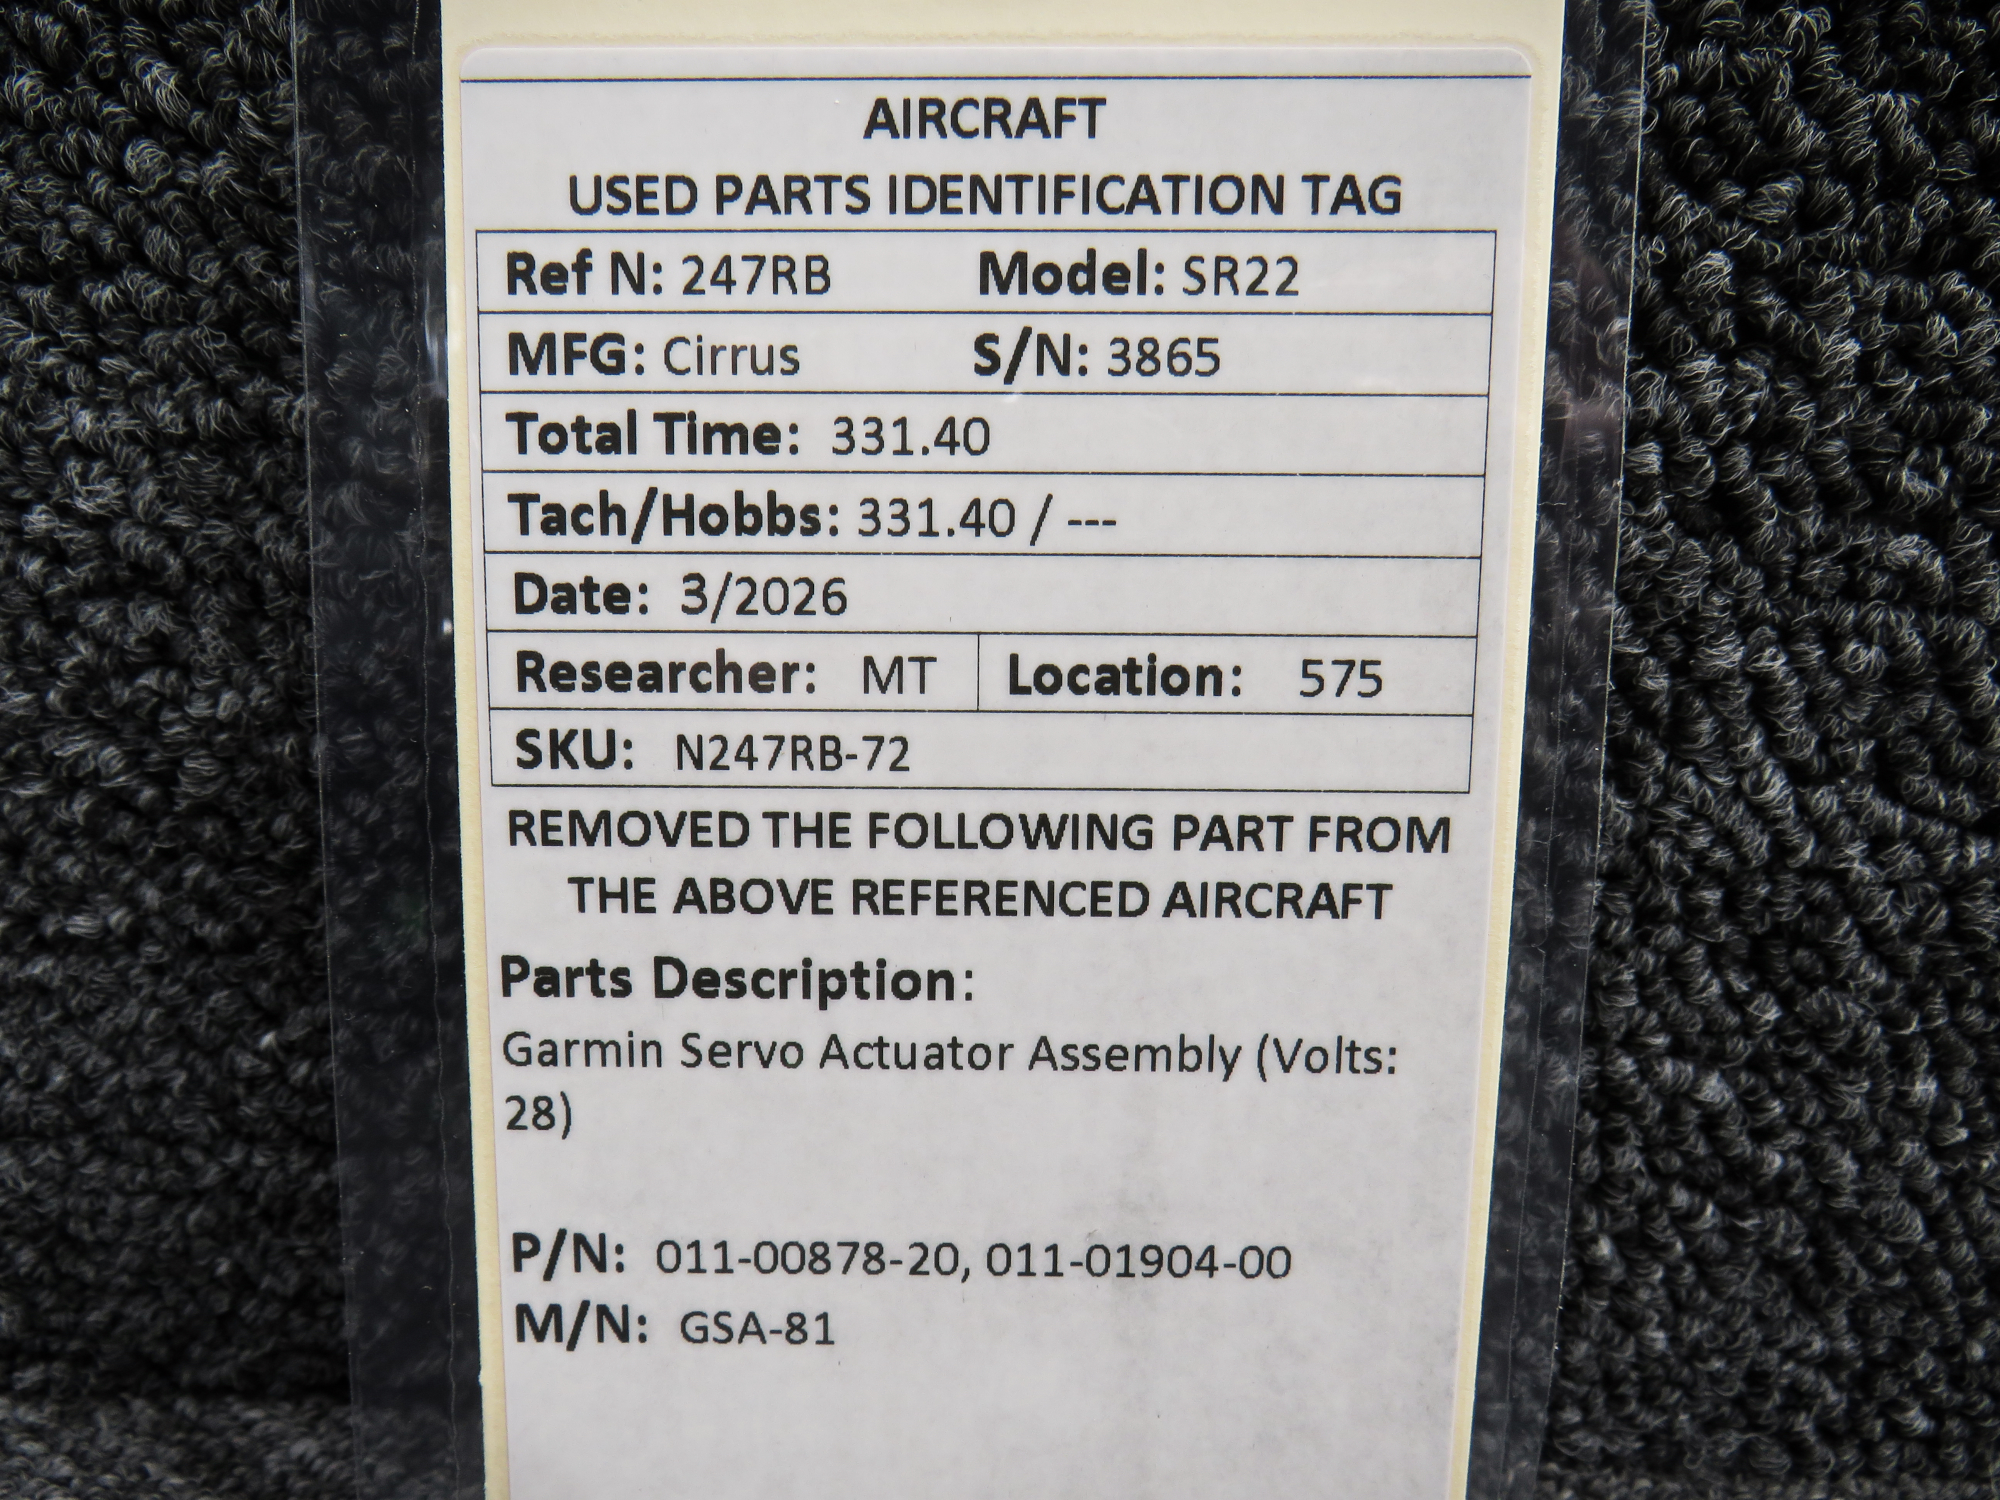 AIRCRAFT
USED PARTS IDENTIFICATION TAG
Ref N: 247RB Model: SR22
MFG: Cirrus S/N: 3865
Total Time: 331.40
Tach/Hobbs: 331.40 / ---
Date: 3/2026
Researcher: MT Location: 575
SKU: N247RB-72
REMOVED THE FOLLOWING PART FROM
THE ABOVE REFERENCED AIRCRAFT
Parts Description:
Garmin Servo Actuator Assembly (Volts:
28)
P/N: 011-00878-20, 011-01904-00
M/N: GSA-81